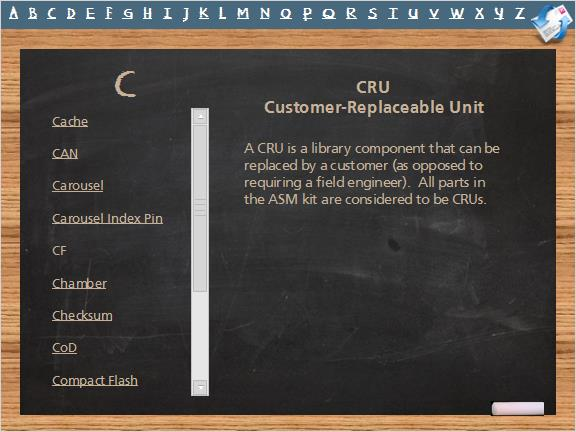 A B C D E F G H I J K L M N O P Q R S T U V W X Y Z
C
Cache
CAN
Carousel
Carousel Index Pin
CF
Chamber
Checksum
CoD
Compact Flash
CRU
Customer-Replaceable Unit
A CRU is a library component that can be
replaced by a customer (as opposed to
requiring a field engineer).  All parts in
the ASM kit are considered to be CRUs.